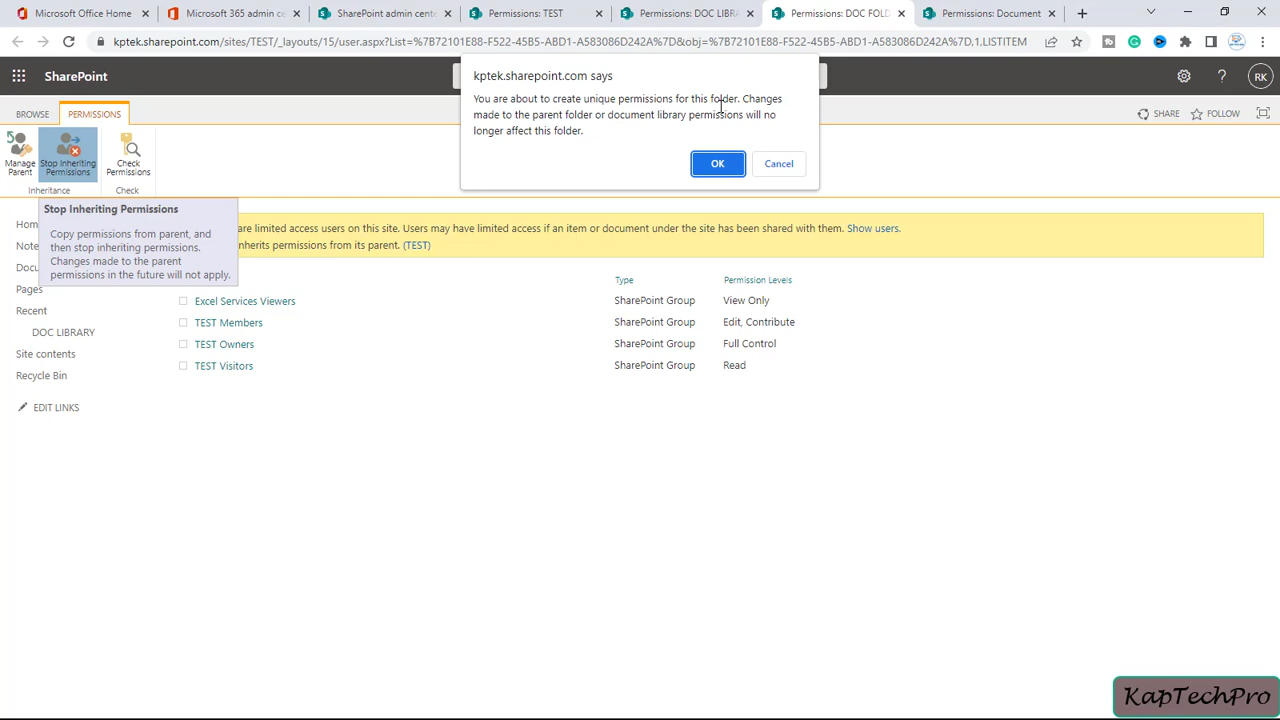 Microsoft Office Home
Microsoft 365 admin ce
SharePoint admin cente
Permissions: TEST
Permissions: DOC LIBRA
Permissions: DOC FOLD
Permissions: Document
kptek.sharepoint.com/sites/TEST/_layouts/15/user.aspx?List=%7B72101E88-F522-45B5-ABD1-A583086D242A%7D&obj=%7B72101E88-F522-45B5-ABD1-A583086D242A%7D,1,LISTITEM
SharePoint
RK
kptek.sharepoint.com says
You are about to create unique permissions for this folder. Changes
made to the parent folder or document library permissions will no
longer affect this folder.
OK
Cancel
BROWSE
PERMISSIONS
SHARE
FOLLOW
Manage Parent
Stop Inheriting Permissions
Check Permissions
Inheritance
Check
Stop Inheriting Permissions
Copy permissions from parent, and
then stop inheriting permissions.
Changes made to the parent
permissions in the future will not apply.
are limited access users on this site. Users may have limited access if an item or document under the site has been shared with them. Show users.
nherits permissions from its parent. (TEST)
Hom
Note
Docu
Pages
Recent
DOC LIBRARY
Site contents
Recycle Bin
EDIT LINKS
Type
Permission Levels
Excel Services Viewers
SharePoint Group
View Only
TEST Members
SharePoint Group
Edit, Contribute
TEST Owners
SharePoint Group
Full Control
TEST Visitors
SharePoint Group
Read
KapTechPro